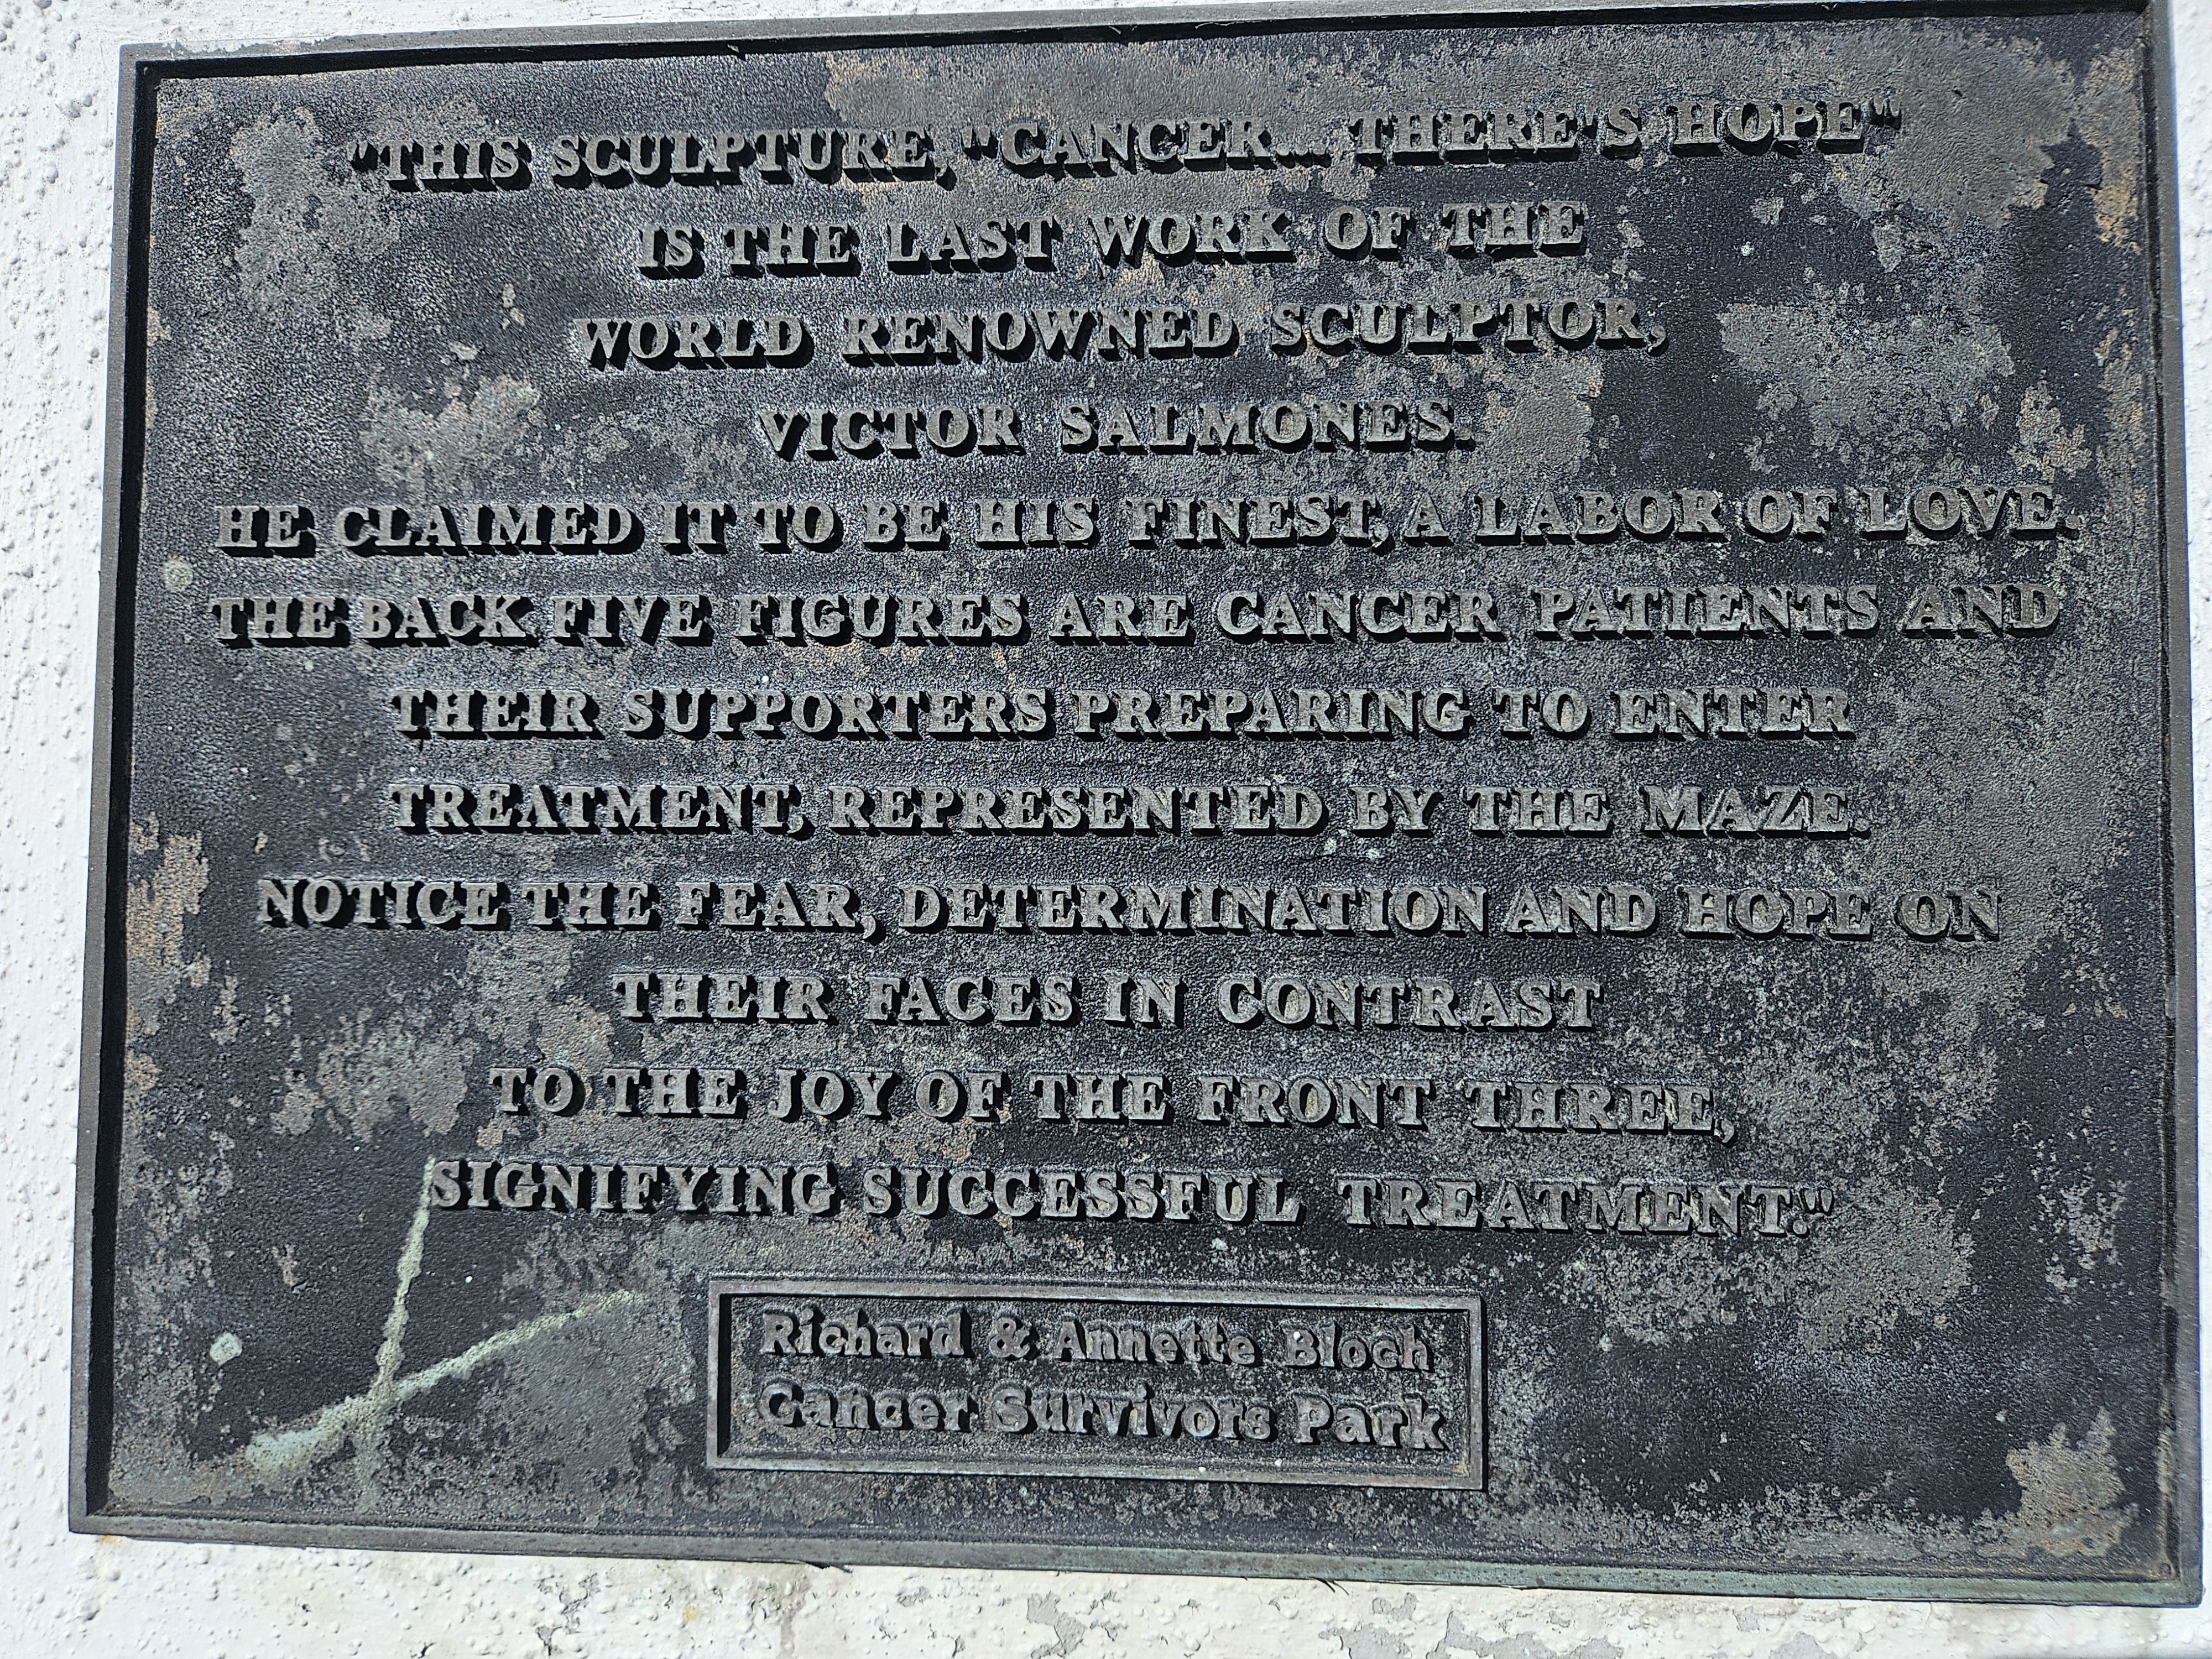 "THIS SCULPTURE, "CANCER... THERE'S HOPE"
IS THE LAST WORK OF THE
WORLD RENOWNED SCULPTOR,
VICTOR SALMONES.
HE CLAIMED IT TO BE HIS FINEST, A LABOR OF LOVE.
THE BACK FIVE FIGURES ARE CANCER PATIENTS AND
THEIR SUPPORTERS PREPARING TO ENTER
TREATMENT, REPRESENTED BY THE MAZE.
NOTICE THE FEAR, DETERMINATION AND HOPE ON
THEIR FACES IN CONTRAST
TO THE JOY OF THE FRONT THREE,
SIGNIFYING SUCCESSFUL TREATMENT."
Richard & Annette Bloch
Cancer Survivors Park